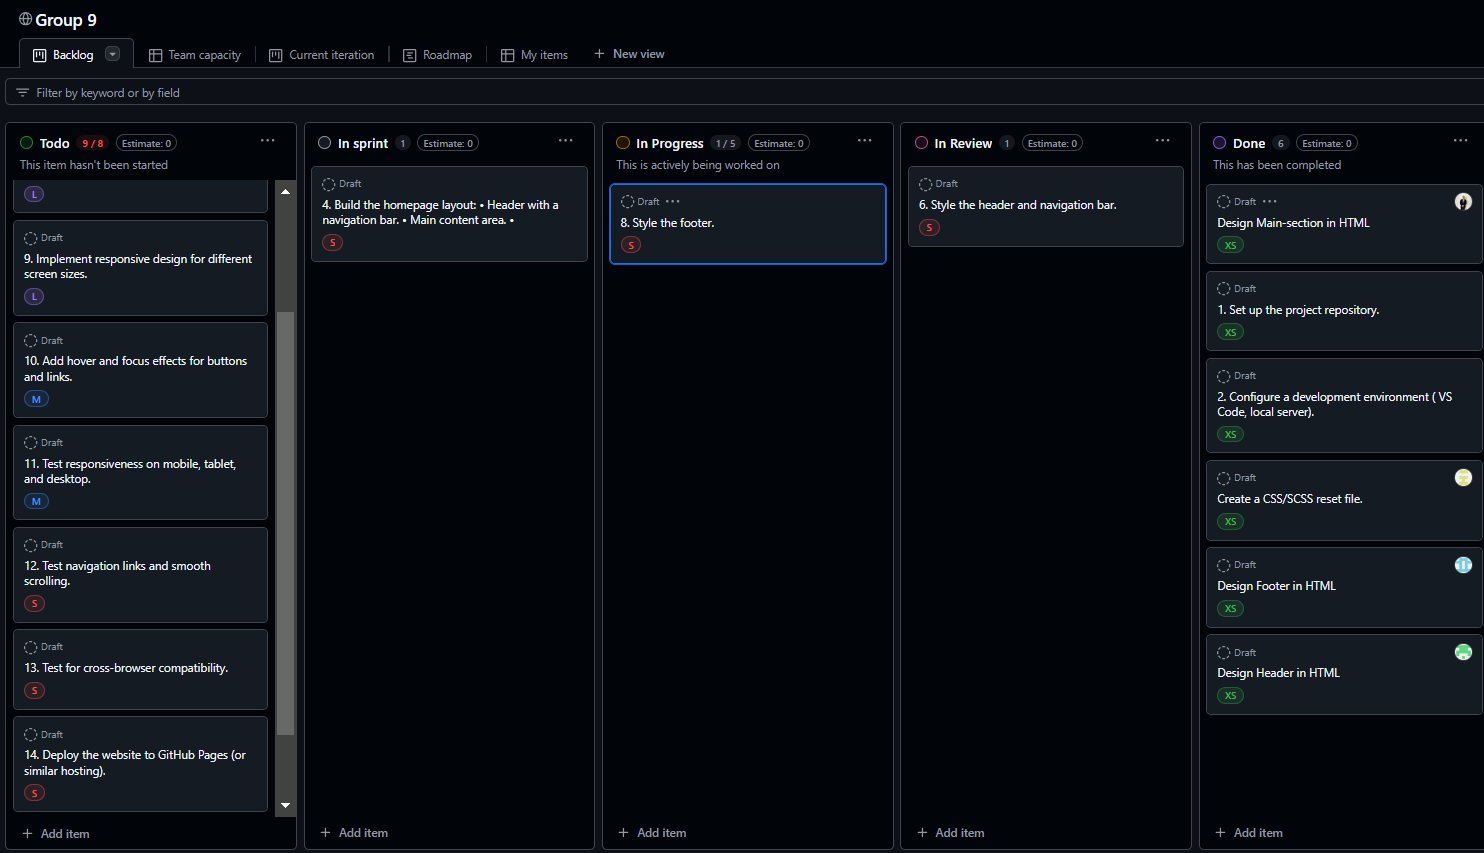 Group 9
Backlog
Team capacity
Current iteration
Roadmap
My items
+ New view
Filter by keyword or by field
Todo 9 / 8 Estimate: 0
This item hasn't been started
L
Draft
9. Implement responsive design for different
screen sizes.
L
Draft
10. Add hover and focus effects for buttons
and links.
M
Draft
11. Test responsiveness on mobile, tablet,
and desktop.
M
Draft
12. Test navigation links and smooth
scrolling.
S
Draft
13. Test for cross-browser compatibility.
S
Draft
14. Deploy the website to GitHub Pages (or
similar hosting).
S
+ Add item
In sprint 1 Estimate: 0
Draft
4. Build the homepage layout: • Header with a
navigation bar. • Main content area. •
S
+ Add item
In Progress 1 / 5 Estimate: 0
This is actively being worked on
Draft
8. Style the footer.
S
+ Add item
In Review 1 Estimate: 0
Draft
6. Style the header and navigation bar.
S
+ Add item
Done 6 Estimate: 0
This has been completed
Draft
Design Main-section in HTML
XS
Draft
1. Set up the project repository.
XS
Draft
2. Configure a development environment ( VS
Code, local server).
XS
Draft
Create a CSS/SCSS reset file.
XS
Draft
Design Footer in HTML
XS
Draft
Design Header in HTML
XS
+ Add item